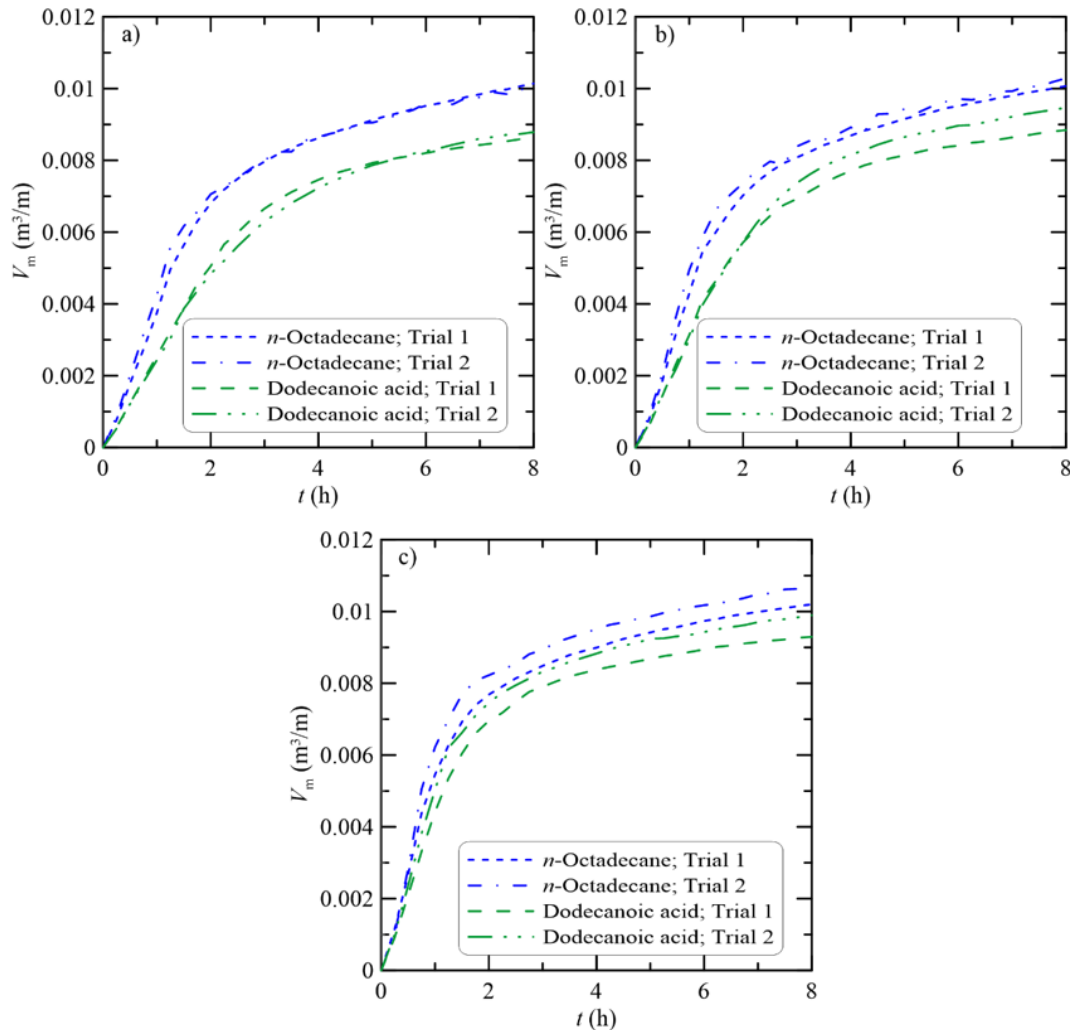 a)
0.012
0.01
0.008
0.006
0.004
0.002
0
V_m (m³/m)
n-Octadecane; Trial 1
n-Octadecane; Trial 2
Dodecanoic acid; Trial 1
Dodecanoic acid; Trial 2
0 2 4 6 8
t (h)
b)
0.012
0.01
0.008
0.006
0.004
0.002
0
V_m (m³/m)
n-Octadecane; Trial 1
n-Octadecane; Trial 2
Dodecanoic acid; Trial 1
Dodecanoic acid; Trial 2
0 2 4 6 8
t (h)
c)
0.012
0.01
0.008
0.006
0.004
0.002
0
V_m (m³/m)
n-Octadecane; Trial 1
n-Octadecane; Trial 2
Dodecanoic acid; Trial 1
Dodecanoic acid; Trial 2
0 2 4 6 8
t (h)